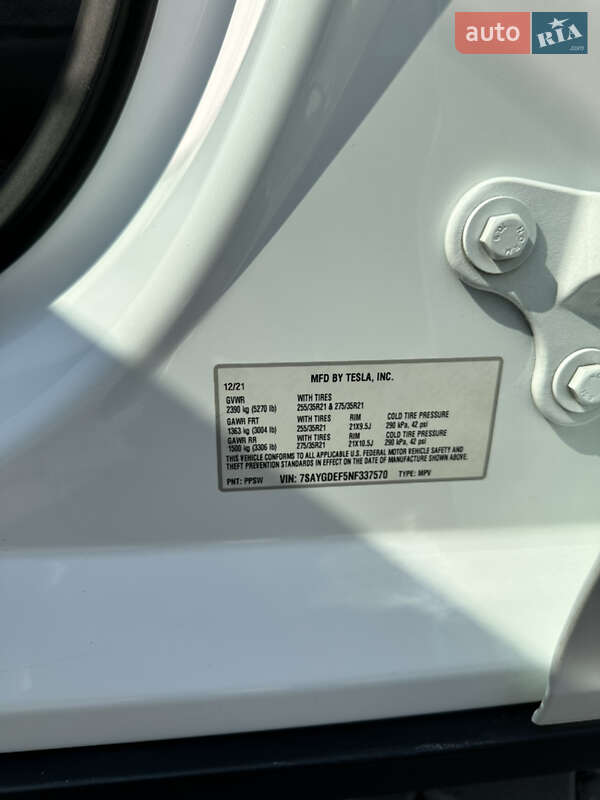 auto RIA .com
MFD BY TESLA, INC.
12/21
GVWR WITH TIRES
2390 kg (5270 lb) 255/35R21 & 275/35R21
GAWR FRT WITH TIRES RIM COLD TIRE PRESSURE
1363 kg (3004 lb) 255/35R21 21X9.5J 290 kPa, 42 psi
GAWR RR WITH TIRES RIM COLD TIRE PRESSURE
1500 kg (3306 lb) 275/35R21 21X10.5J 290 kPa, 42 psi
THIS VEHICLE CONFORMS TO ALL APPLICABLE U.S. FEDERAL MOTOR VEHICLE SAFETY AND
THEFT PREVENTION STANDARDS IN EFFECT ON THE DATE OF MANUFACTURE SHOWN ABOVE.
PNT: PPSW VIN: 7SAYGDEF5NF337570 TYPE: MPV